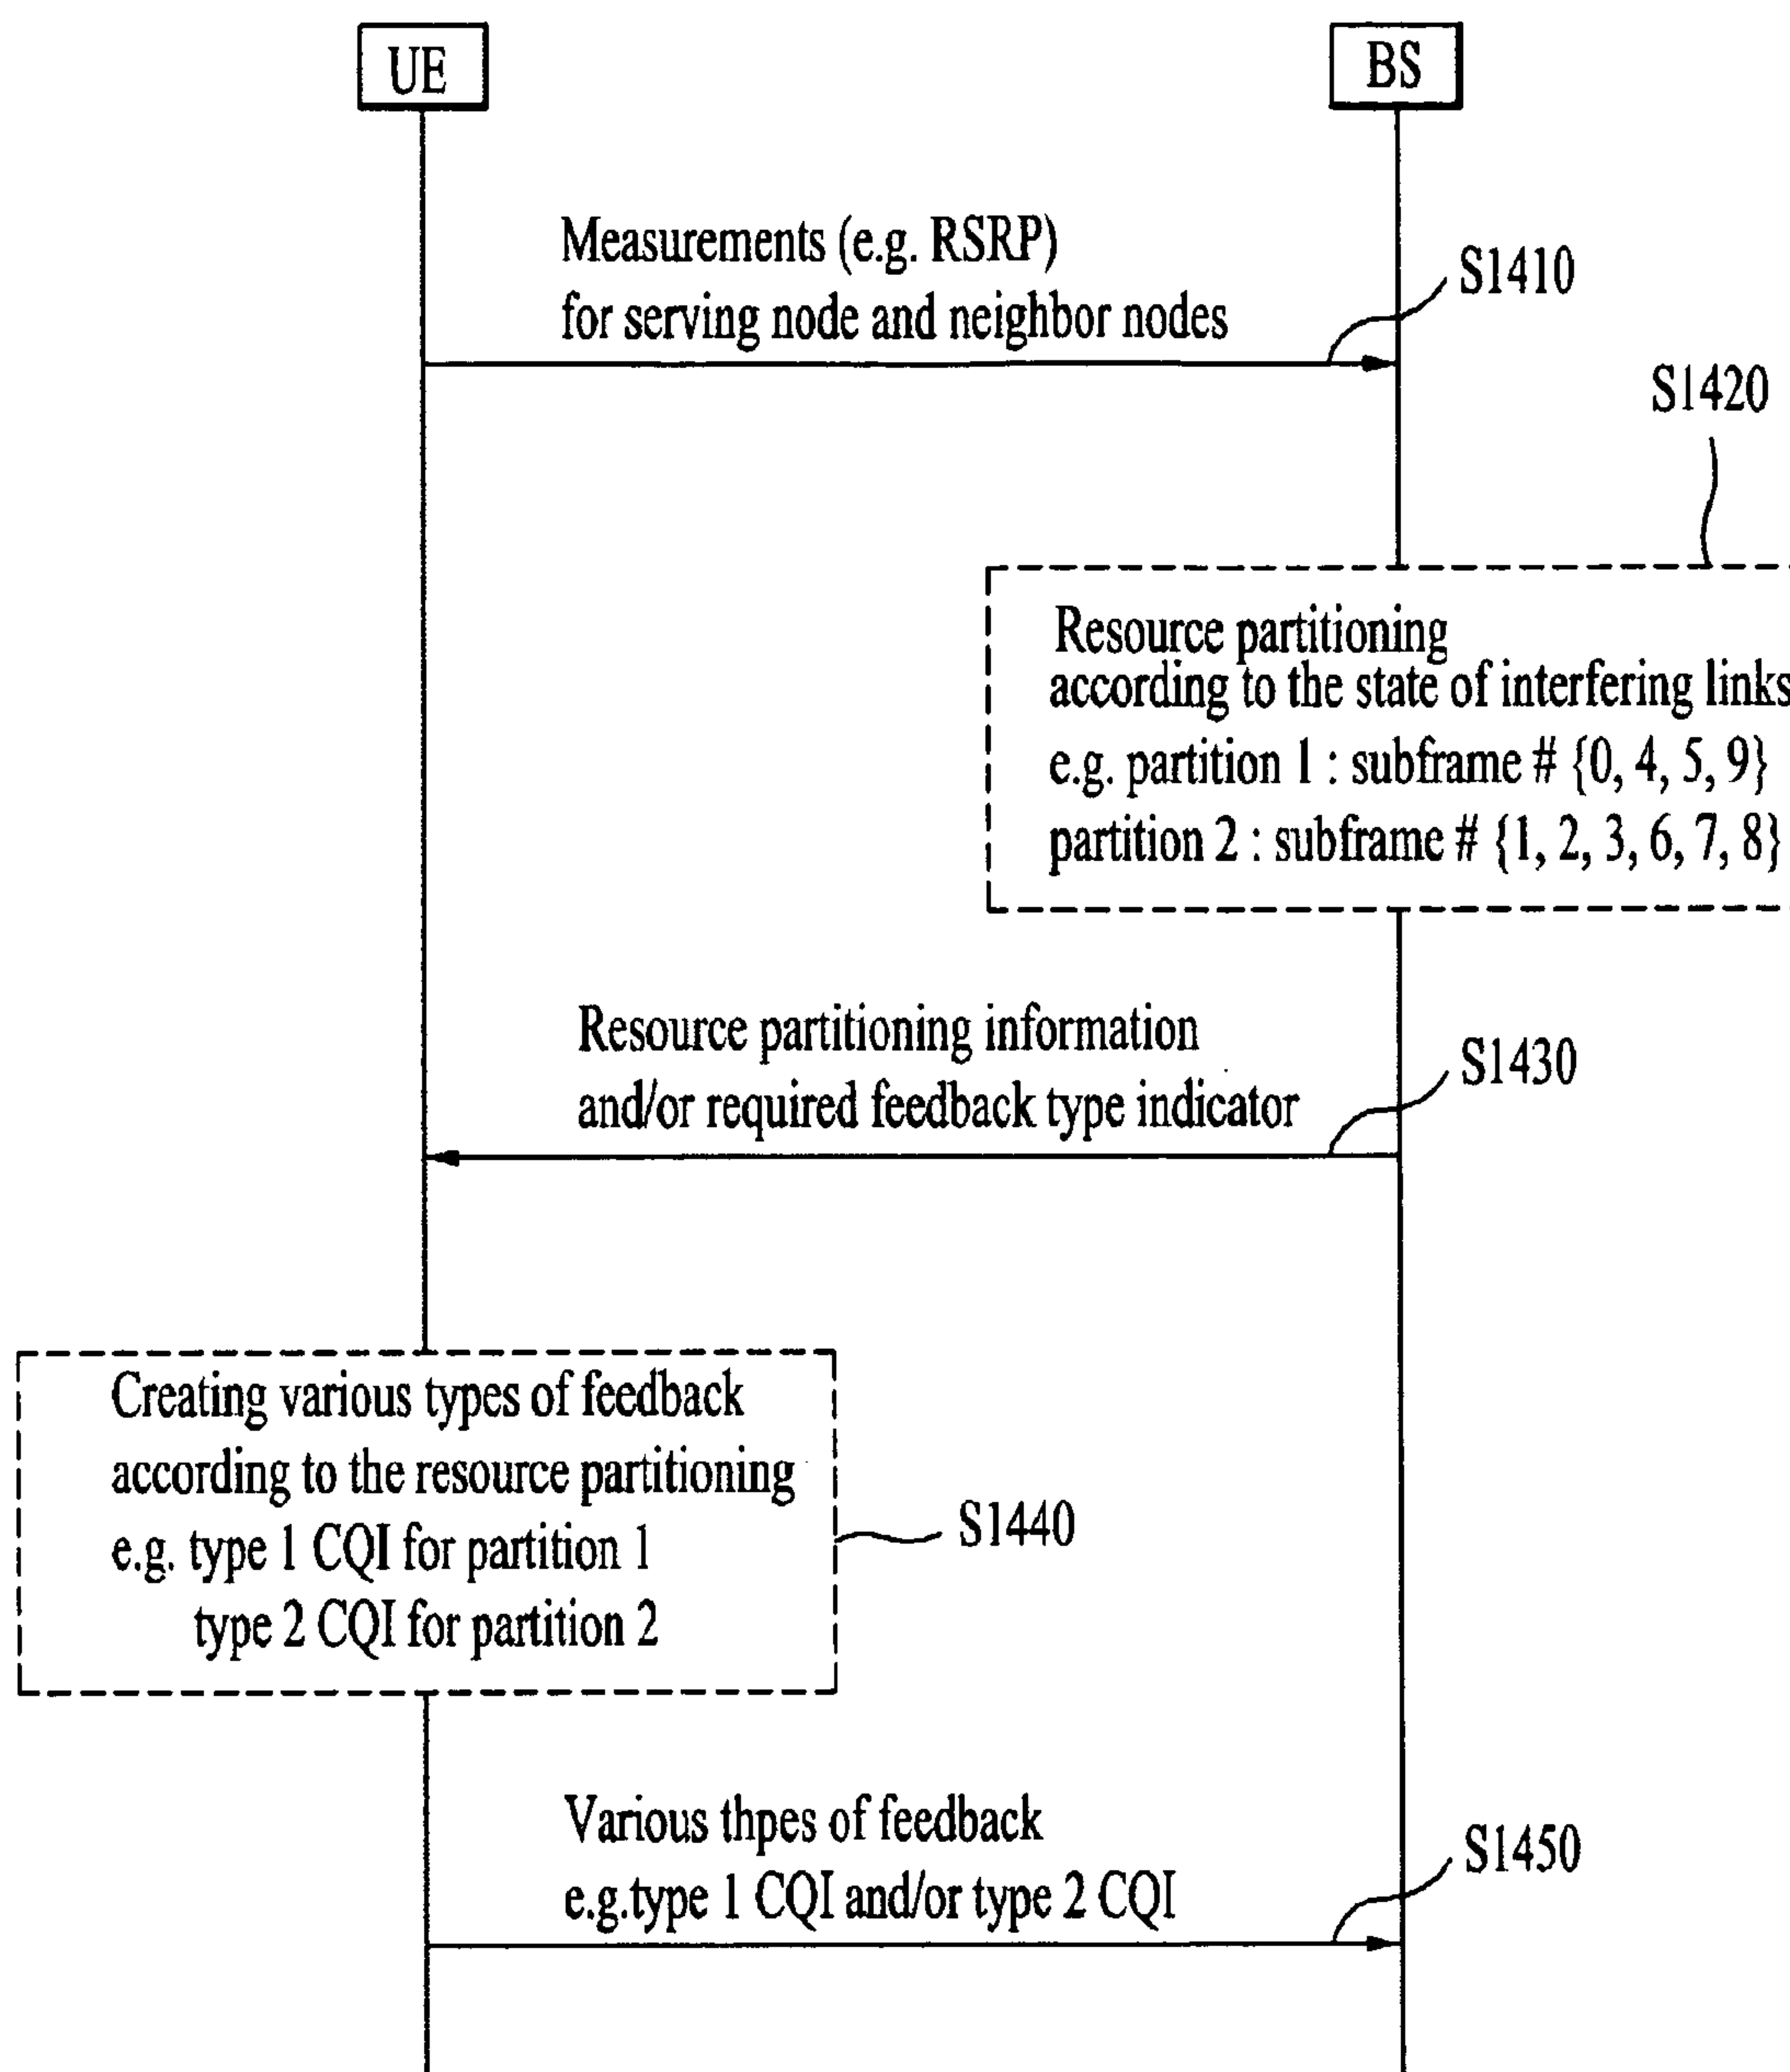 UE
BS
Measurements (e.g. RSRP)
for serving node and neighbor nodes
S1410
S1420
Resource partitioning
according to the state of interfering links
e.g. partition 1 : subframe # {0, 4, 5, 9}
partition 2 : subframe # {1, 2, 3, 6, 7, 8}
Resource partitioning information
and/or required feedback type indicator
S1430
Creating various types of feedback
according to the resource partitioning
e.g. type 1 CQI for partition 1
type 2 CQI for partition 2
S1440
Various thpes of feedback
e.g.type 1 CQI and/or type 2 CQI
S1450